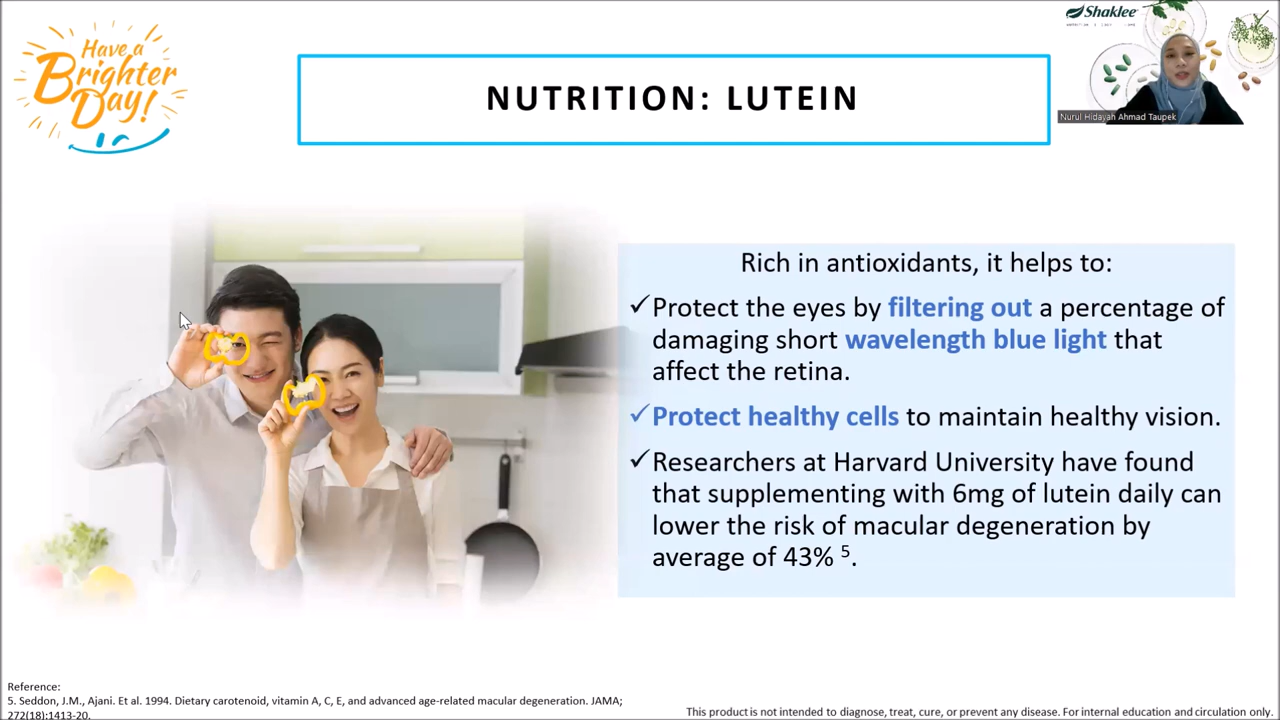 Have a
Brighter
Day!
NUTRITION: LUTEIN
Shaklee
Nurul Hidayah Ahmad Taupek
Rich in antioxidants, it helps to:
✓Protect the eyes by filtering out a percentage of
damaging short wavelength blue light that
affect the retina.
✓Protect healthy cells to maintain healthy vision.
✓Researchers at Harvard University have found
that supplementing with 6mg of lutein daily can
lower the risk of macular degeneration by
average of 43% ⁵.
Reference:
5. Seddon, J.M., Ajani. Et al. 1994. Dietary carotenoid, vitamin A, C, E, and advanced age-related macular degeneration. JAMA;
272(18):1413-20.
This product is not intended to diagnose, treat, cure, or prevent any disease. For internal education and circulation only.